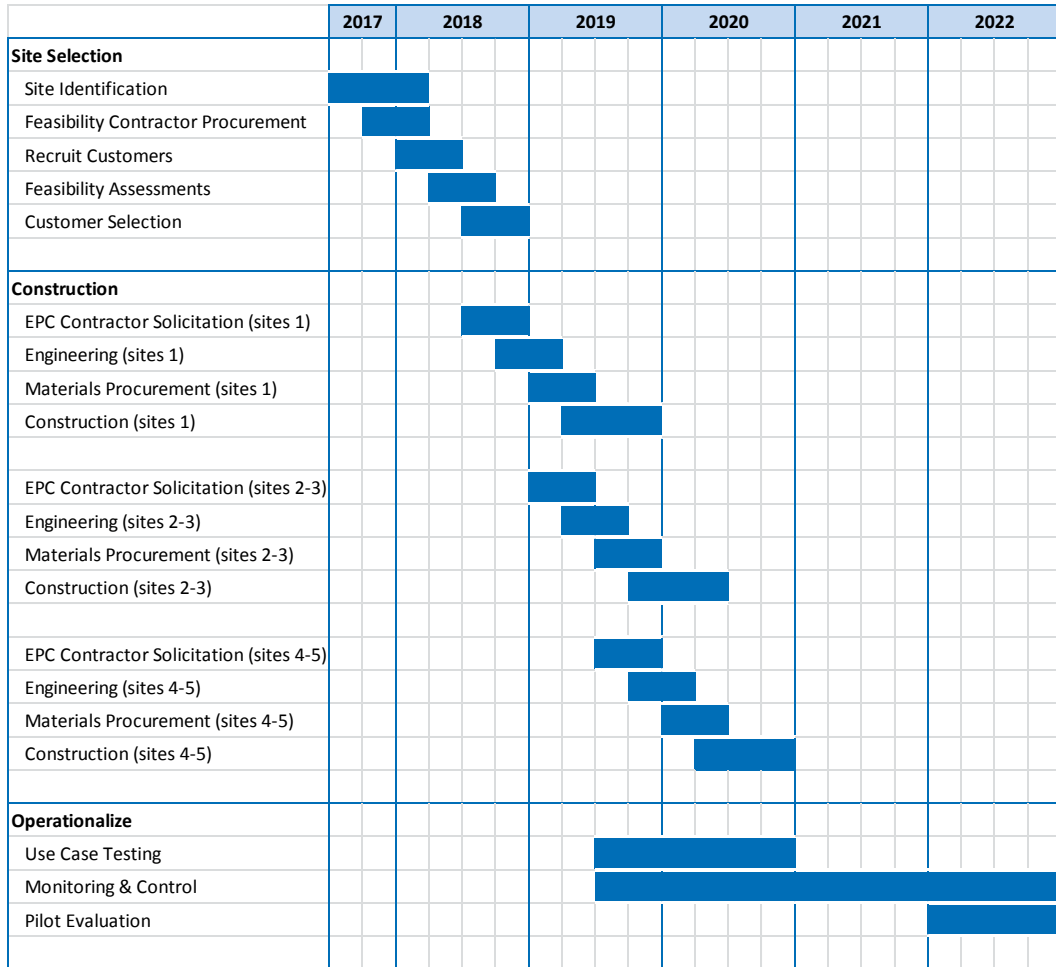 2017 2018 2019 2020 2021 2022
Site Selection
Site Identification
Feasibility Contractor Procurement
Recruit Customers
Feasibility Assessments
Customer Selection
Construction
EPC Contractor Solicitation (sites 1)
Engineering (sites 1)
Materials Procurement (sites 1)
Construction (sites 1)
EPC Contractor Solicitation (sites 2-3)
Engineering (sites 2-3)
Materials Procurement (sites 2-3)
Construction (sites 2-3)
EPC Contractor Solicitation (sites 4-5)
Engineering (sites 4-5)
Materials Procurement (sites 4-5)
Construction (sites 4-5)
Operationalize
Use Case Testing
Monitoring & Control
Pilot Evaluation